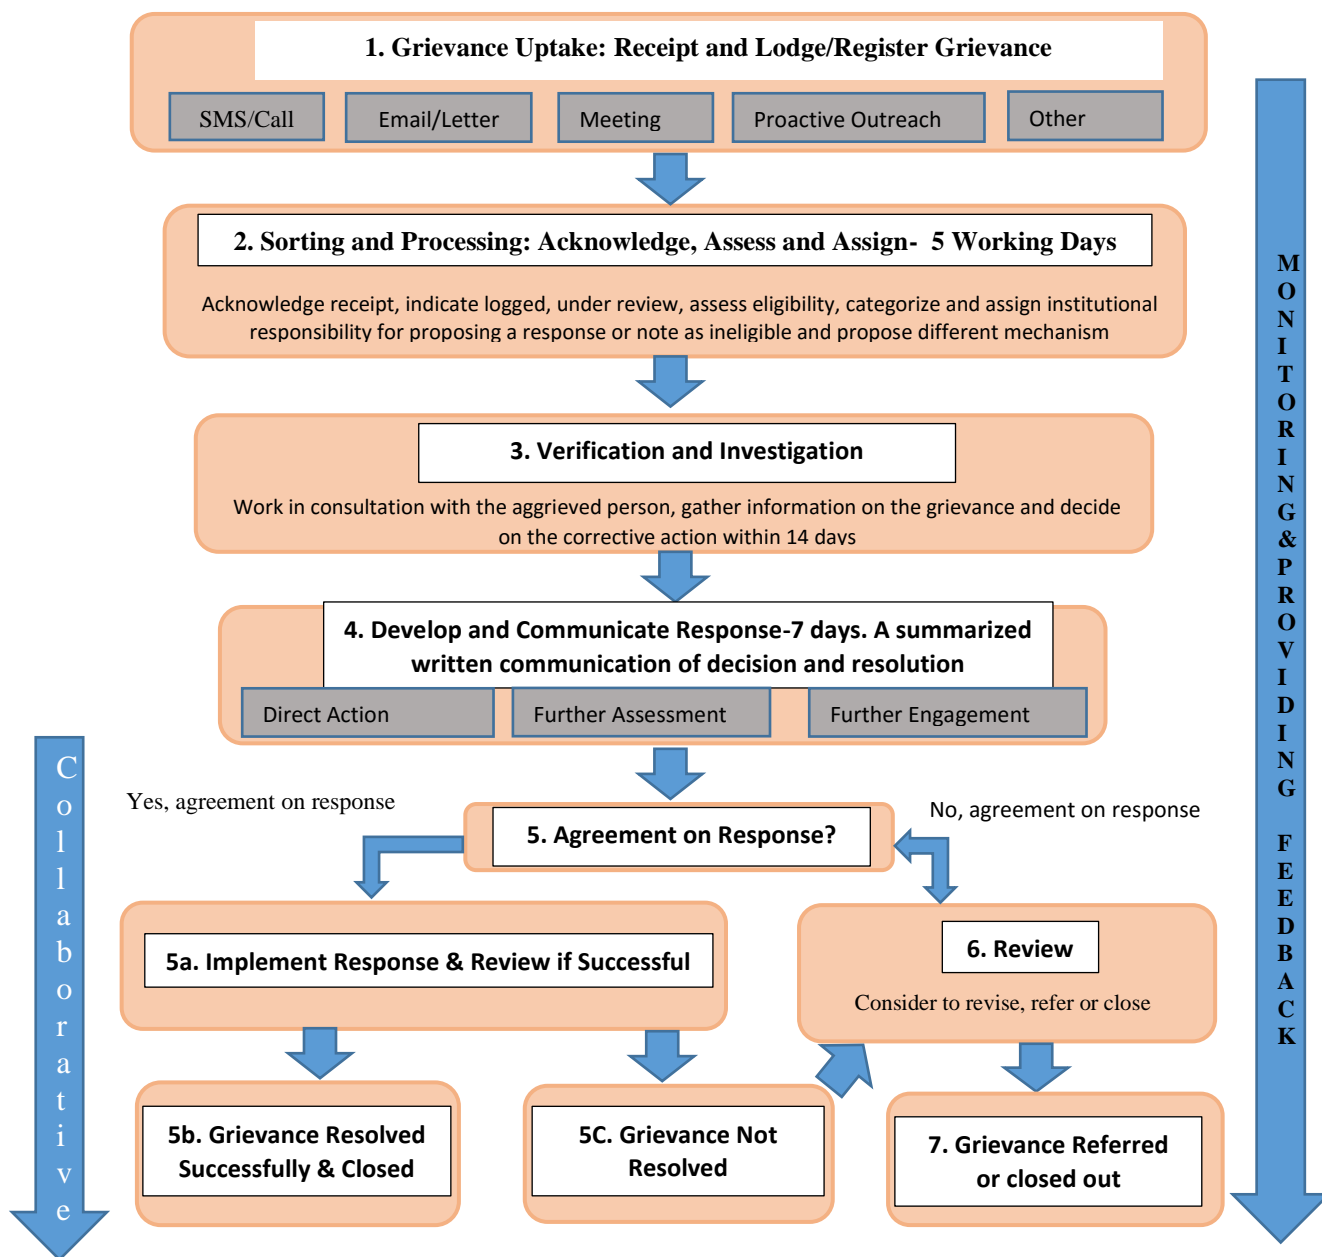 1. Grievance Uptake: Receipt and Lodge/Register Grievance
SMS/Call
Email/Letter
Meeting
Proactive Outreach
Other
2. Sorting and Processing: Acknowledge, Assess and Assign- 5 Working Days
Acknowledge receipt, indicate logged, under review, assess eligibility, categorize and assign institutional
responsibility for proposing a response or note as ineligible and propose different mechanism
3. Verification and Investigation
Work in consultation with the aggrieved person, gather information on the grievance and decide
on the corrective action within 14 days
4. Develop and Communicate Response-7 days. A summarized
written communication of decision and resolution
Direct Action
Further Assessment
Further Engagement
Yes, agreement on response
No, agreement on response
5. Agreement on Response?
5a. Implement Response & Review if Successful
6. Review
Consider to revise, refer or close
5b. Grievance Resolved
Successfully & Closed
5C. Grievance Not
Resolved
7. Grievance Referred
or closed out
Collaborative
MONITORING&PROVIDING FEEDBACK